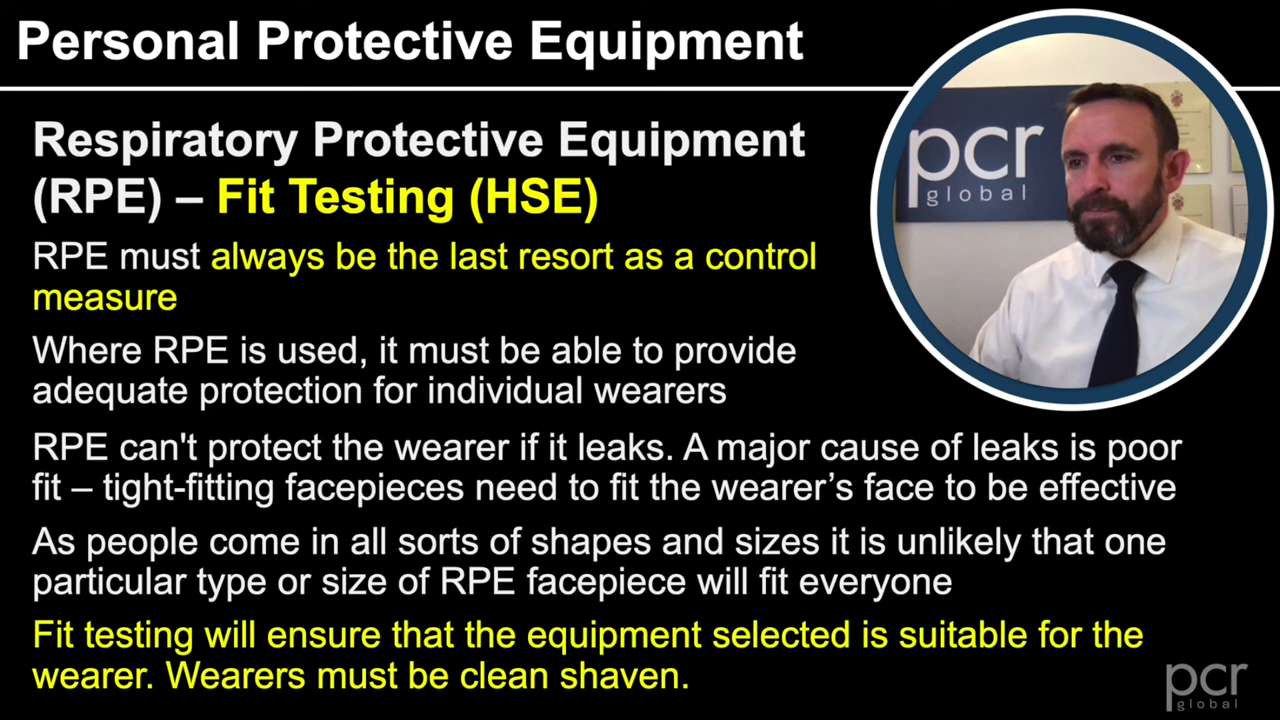 Personal Protective Equipment
Respiratory Protective Equipment
(RPE) – Fit Testing (HSE)
RPE must always be the last resort as a control
measure
Where RPE is used, it must be able to provide
adequate protection for individual wearers
RPE can't protect the wearer if it leaks. A major cause of leaks is poor
fit – tight-fitting facepieces need to fit the wearer’s face to be effective
As people come in all sorts of shapes and sizes it is unlikely that one
particular type or size of RPE facepiece will fit everyone
Fit testing will ensure that the equipment selected is suitable for the
wearer. Wearers must be clean shaven.
pcr
global
pcr
global